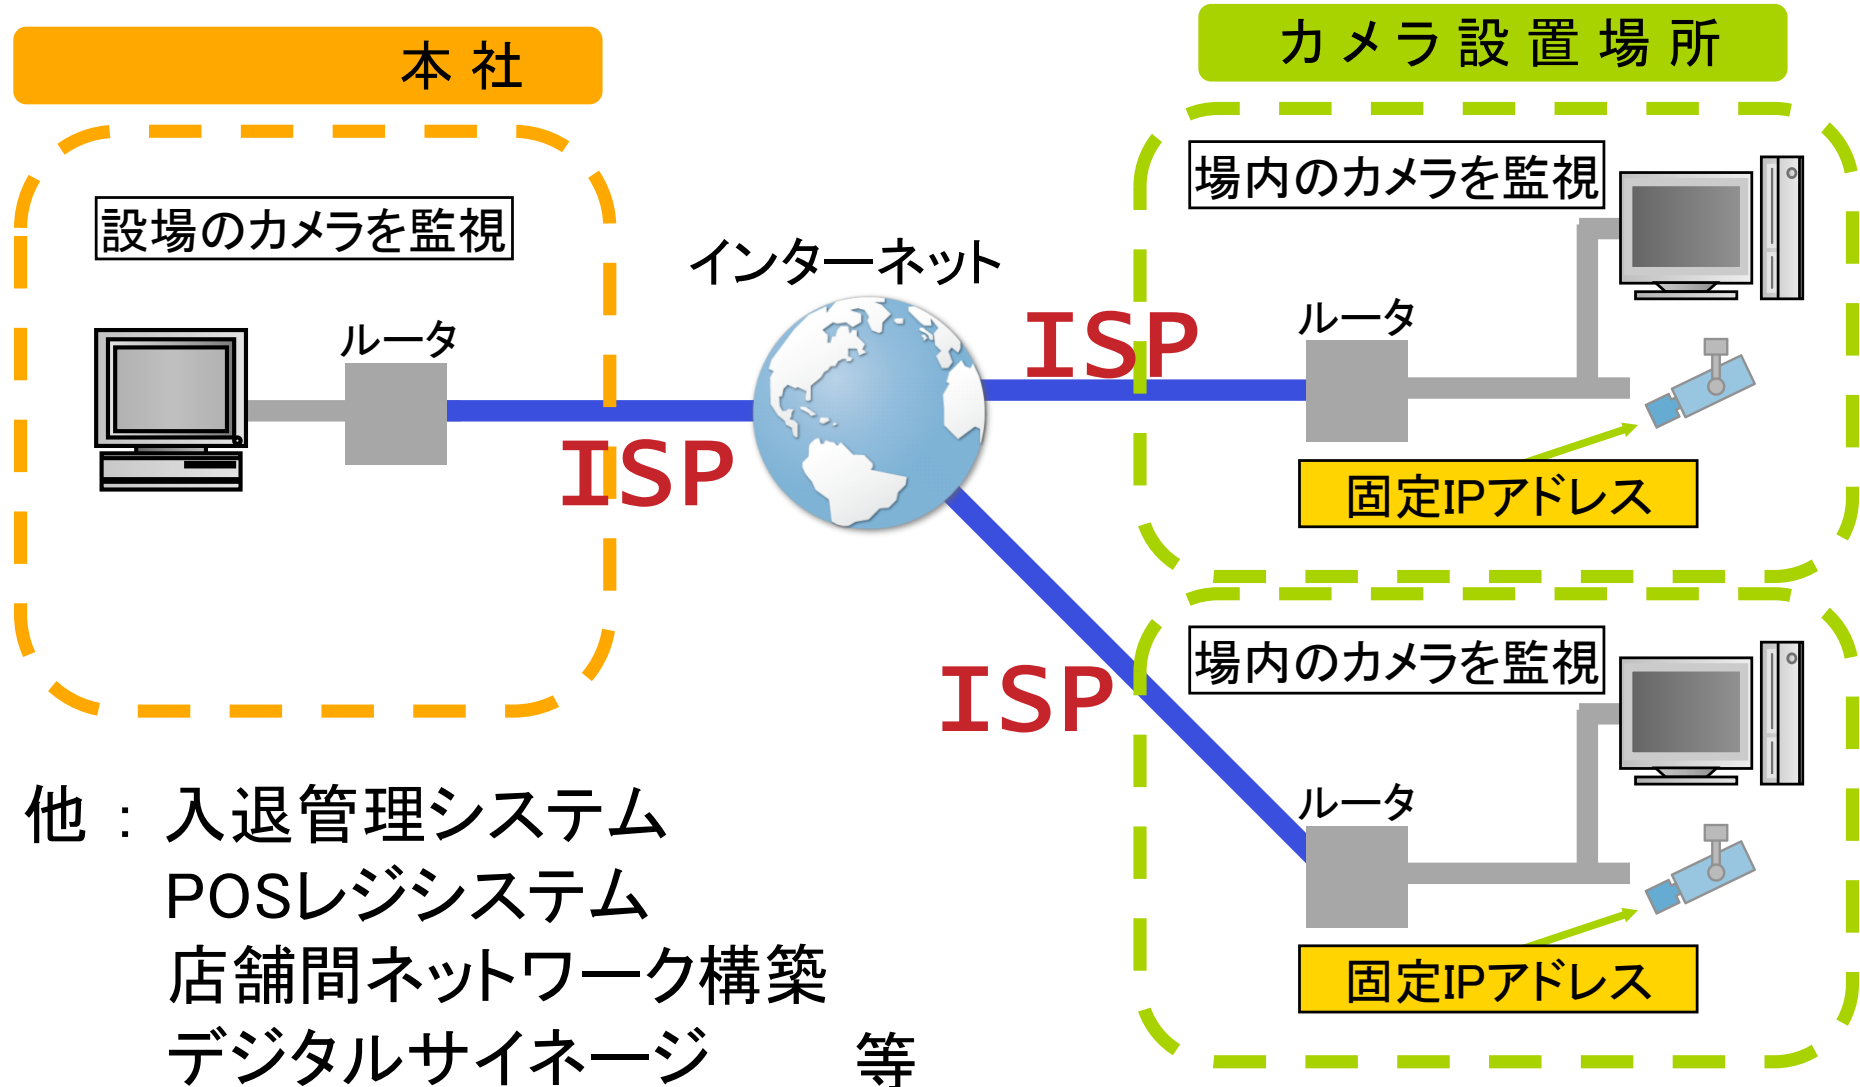 本社
カメラ設置場所
設場のカメラを監視
ルータ
ISP
インターネット
ISP
場内のカメラを監視
ルータ
固定IPアドレス
ISP
場内のカメラを監視
ルータ
固定IPアドレス
他：入退管理システム
POSレジシステム
店舗間ネットワーク構築
デジタルサイネージ 等